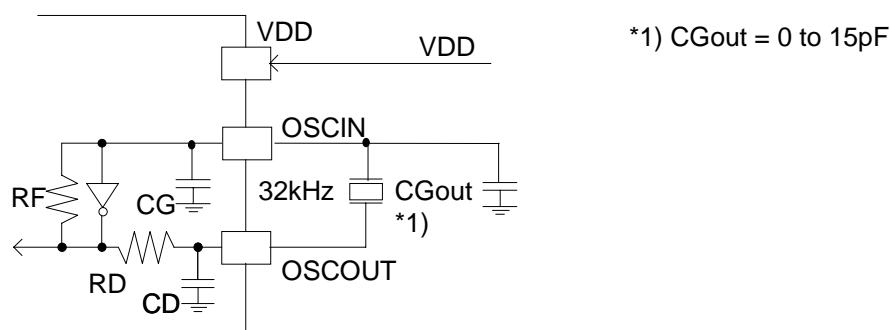 VDD
VDD
*1) CGout = 0 to 15pF
OSCIN
RF
CG
32kHz
CGout
*1)
RD
CD
OSCOUT